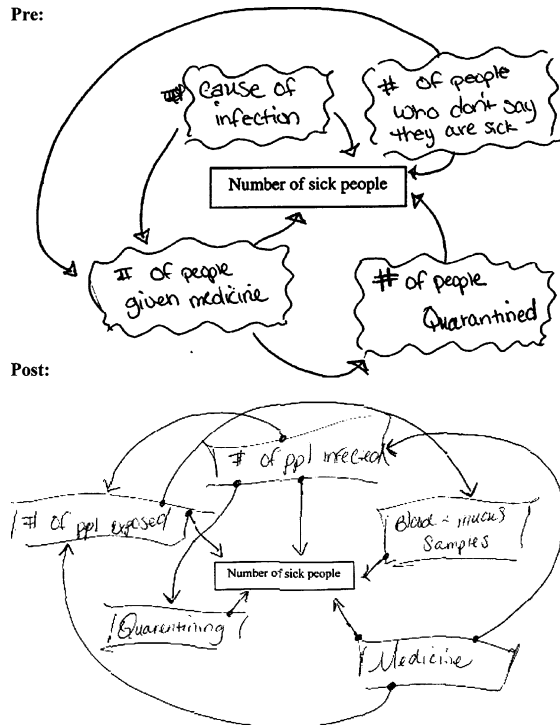 Pre:
# cause of
infection
# of people
who don't say
they are sick
Number of sick people
# of people
given medicine
# of people
Quarantined
Post:
# of ppl infected
# of ppl exposed
Blood - mucus
Samples
Number of sick people
Quarentining
Medicine